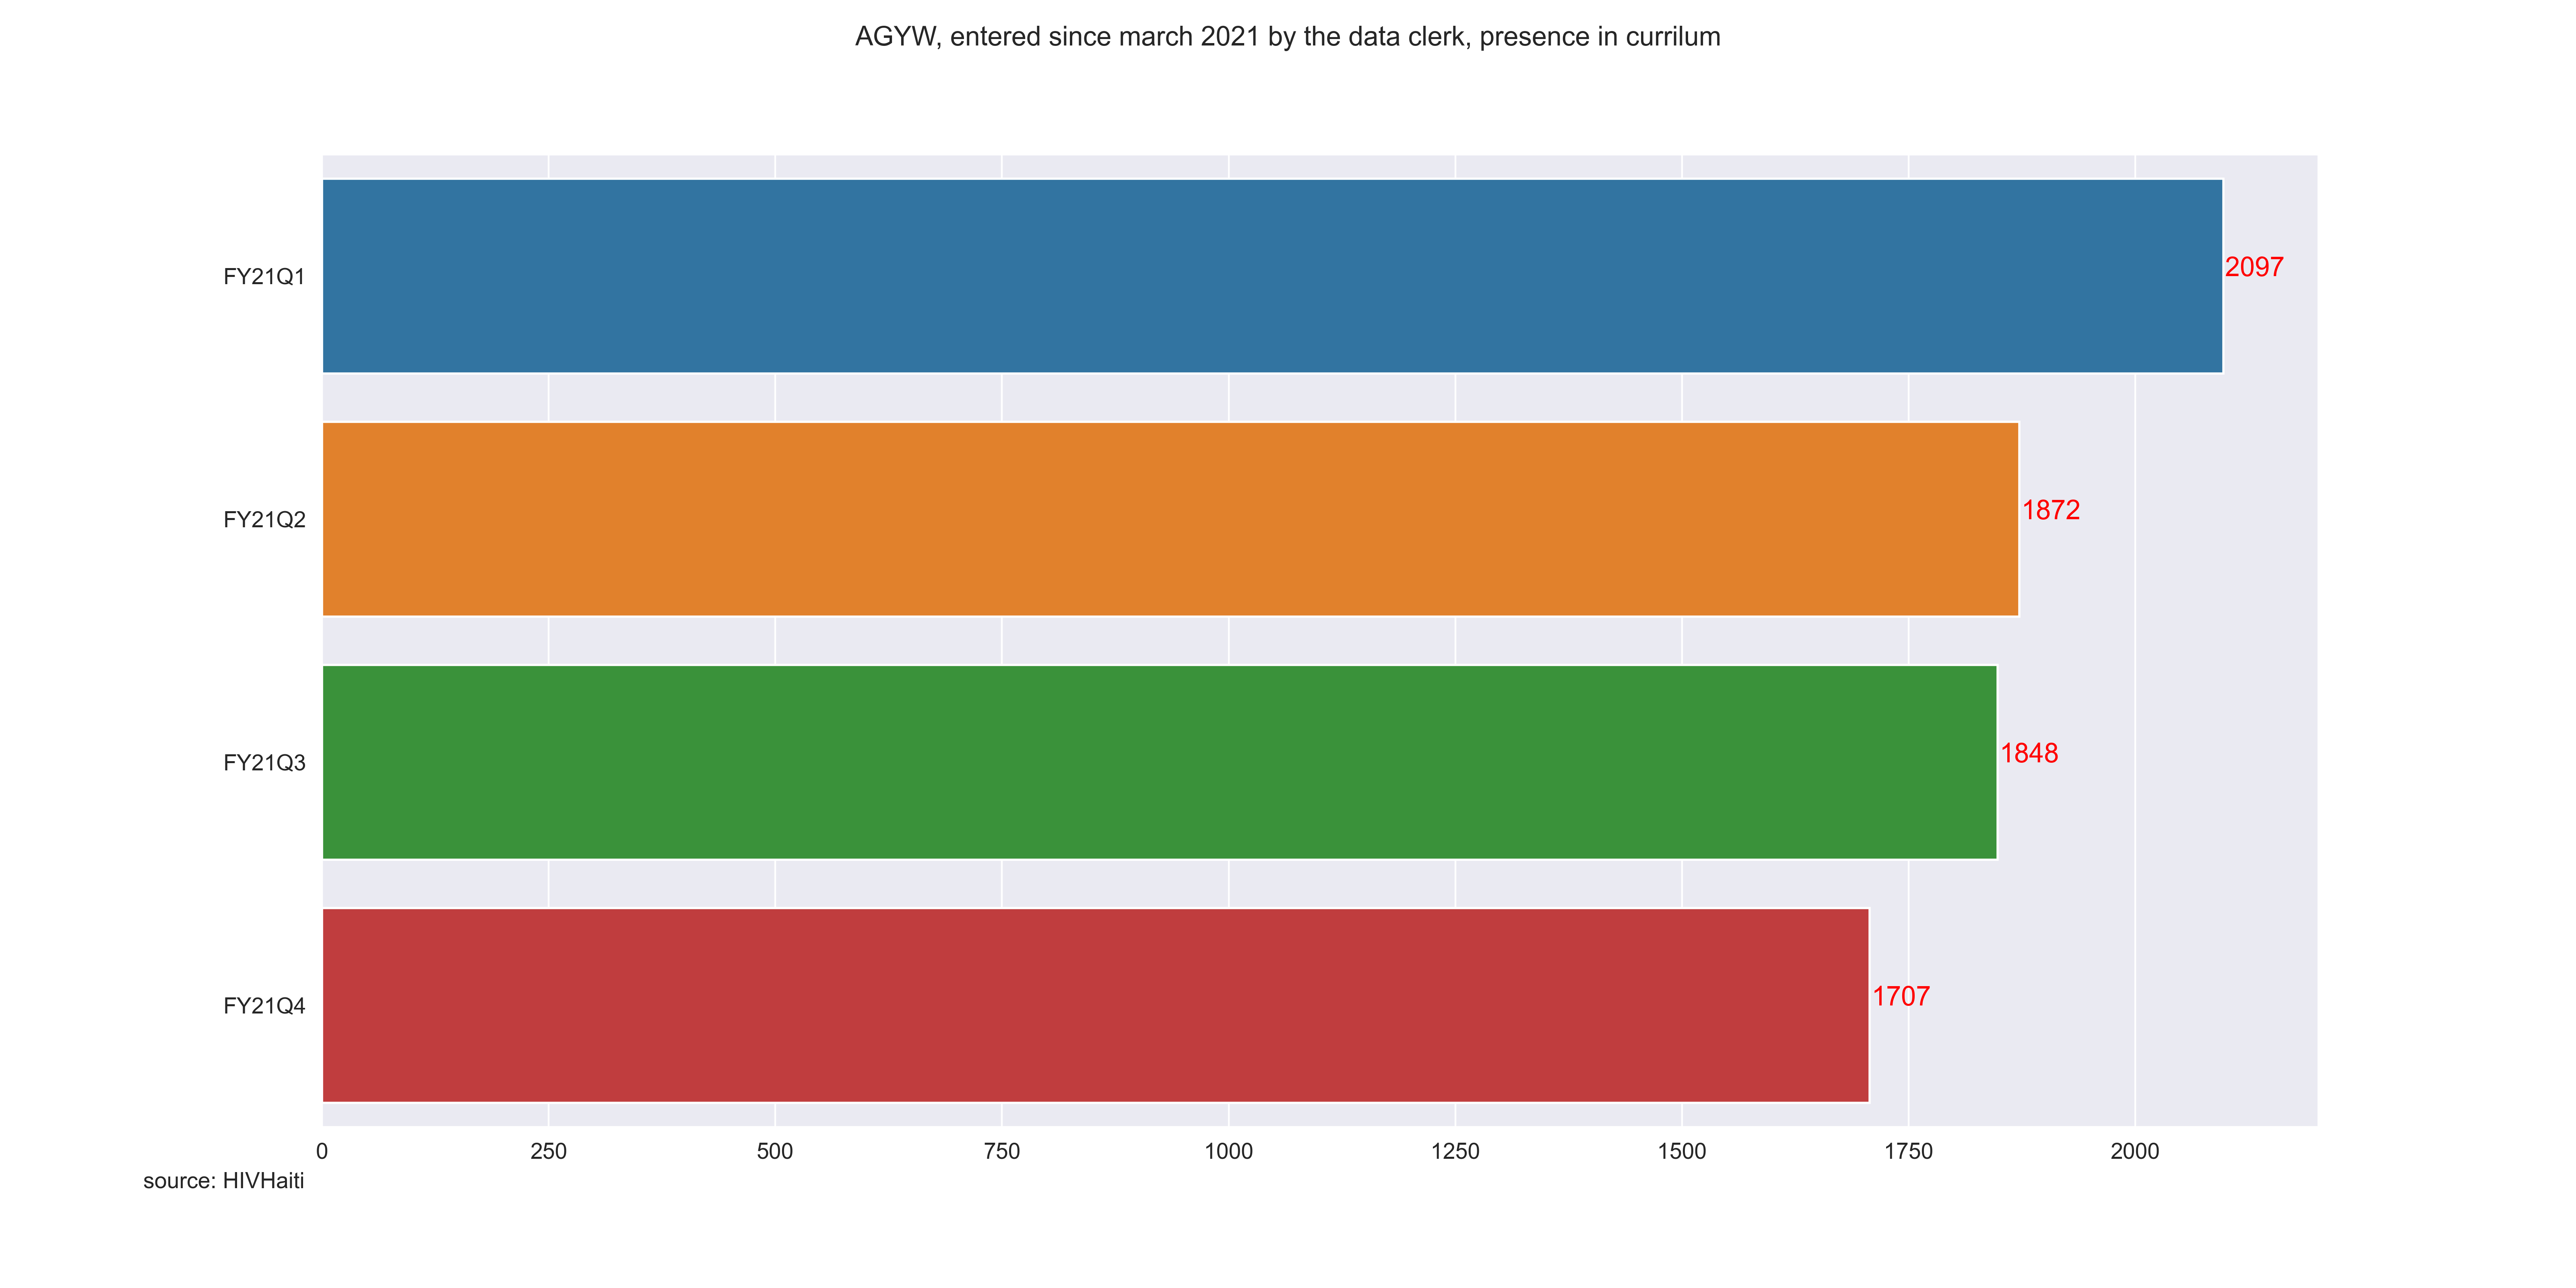 AGYW, entered since march 2021 by the data clerk, presence in currilum
FY21Q1
2097
FY21Q2
1872
FY21Q3
1848
FY21Q4
1707
0 250 500 750 1000 1250 1500 1750 2000
source: HIVHaiti